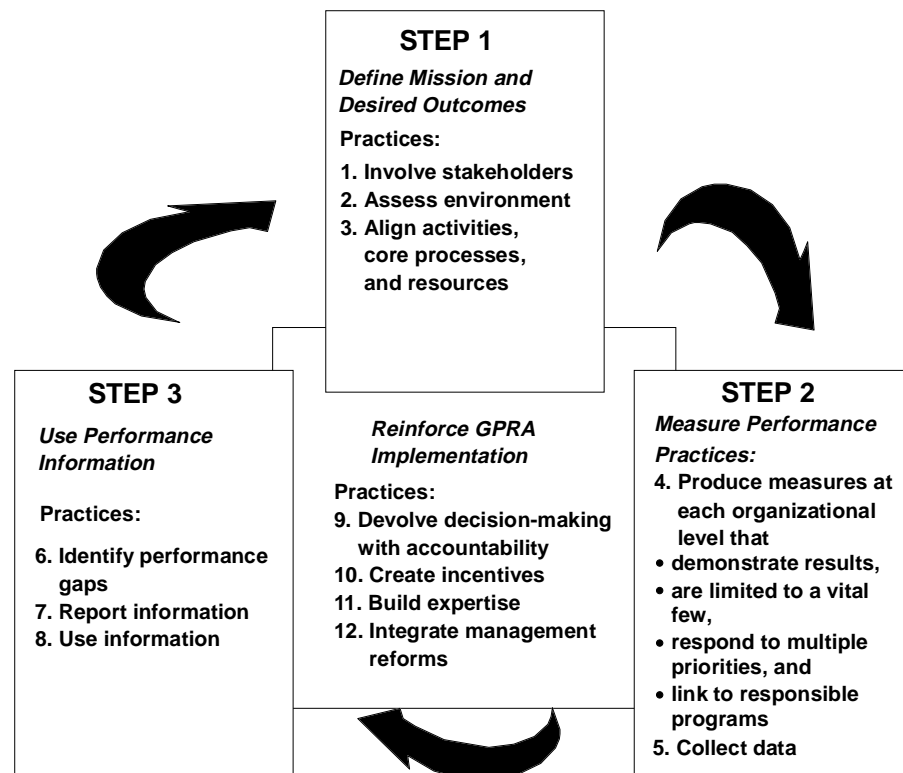 STEP 1
Define Mission and
Desired Outcomes
Practices:
1. Involve stakeholders
2. Assess environment
3. Align activities,
core processes,
and resources
STEP 2
Measure Performance
Practices:
4. Produce measures at
each organizational
level that
• demonstrate results,
• are limited to a vital
few,
• respond to multiple
priorities, and
• link to responsible
programs
5. Collect data
STEP 3
Use Performance
Information
Practices:
6. Identify performance
gaps
7. Report information
8. Use information
Reinforce GPRA
Implementation
Practices:
9. Devolve decision-making
with accountability
10. Create incentives
11. Build expertise
12. Integrate management
reforms